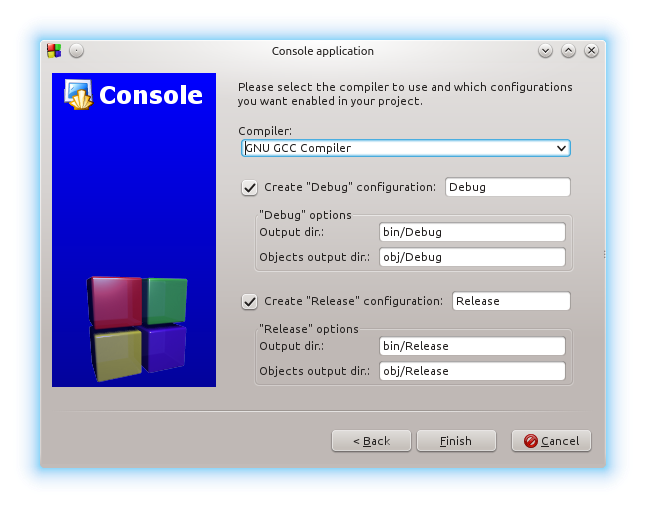 Console application
Console
Please select the compiler to use and which configurations
you want enabled in your project.
Compiler:
GNU GCC Compiler
Create "Debug" configuration: Debug
"Debug" options
Output dir.: bin/Debug
Objects output dir.: obj/Debug
Create "Release" configuration: Release
"Release" options
Output dir.: bin/Release
Objects output dir.: obj/Release
< Back Finish Cancel